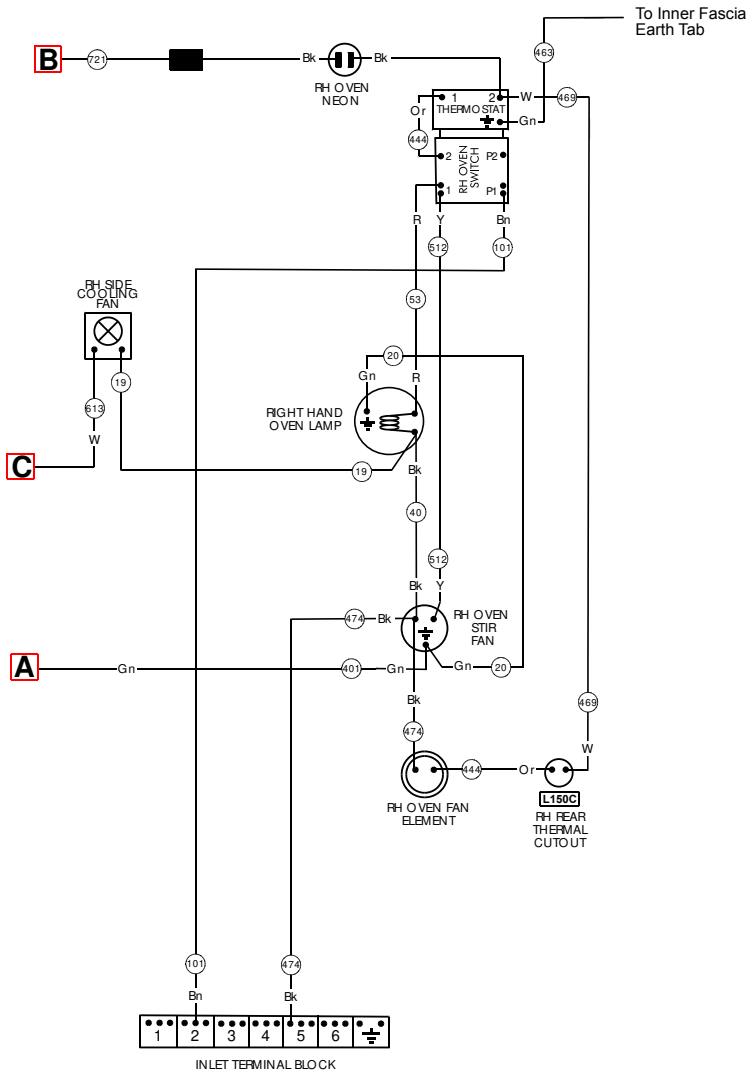 To Inner Fascia
Earth Tab
B
721
Bk
Bk
463
RH OVEN
NEON
1
2
W
469
Or
THERMOSTAT
Gn
444
2
P2
RH OVEN
SWITCH
1
P1
R
Y
Bn
512
101
RH SIDE
COOLING
FAN
53
20
19
Gn
R
613
RIGHT HAND
OVEN LAMP
W
C
19
Bk
40
512
Bk
Y
474
Bk
RH OVEN
STIR
FAN
A
Gn
401
Gn
Gn
20
Bk
469
474
W
444
Or
L150C
RH OVEN FAN
ELEMENT
RH REAR
THERMAL
CUTOUT
101
474
Bn
Bk
1
2
3
4
5
6
INLET TERMINAL BLOCK